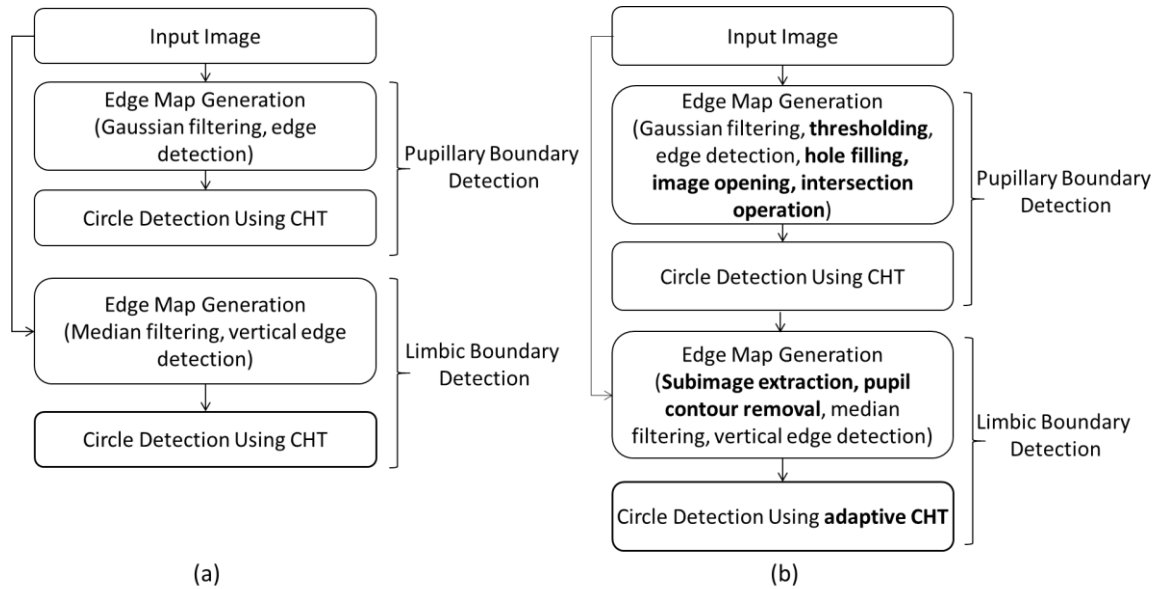 Input Image
Edge Map Generation
(Gaussian filtering, edge
detection)
Circle Detection Using CHT
Pupillary Boundary
Detection
Edge Map Generation
(Median filtering, vertical edge
detection)
Circle Detection Using CHT
Limbic Boundary
Detection
(a)
Input Image
Edge Map Generation
(Gaussian filtering, thresholding,
edge detection, hole filling,
image opening, intersection
operation)
Circle Detection Using CHT
Pupillary Boundary
Detection
Edge Map Generation
(Subimage extraction, pupil
contour removal, median
filtering, vertical edge detection)
Circle Detection Using adaptive CHT
Limbic Boundary
Detection
(b)